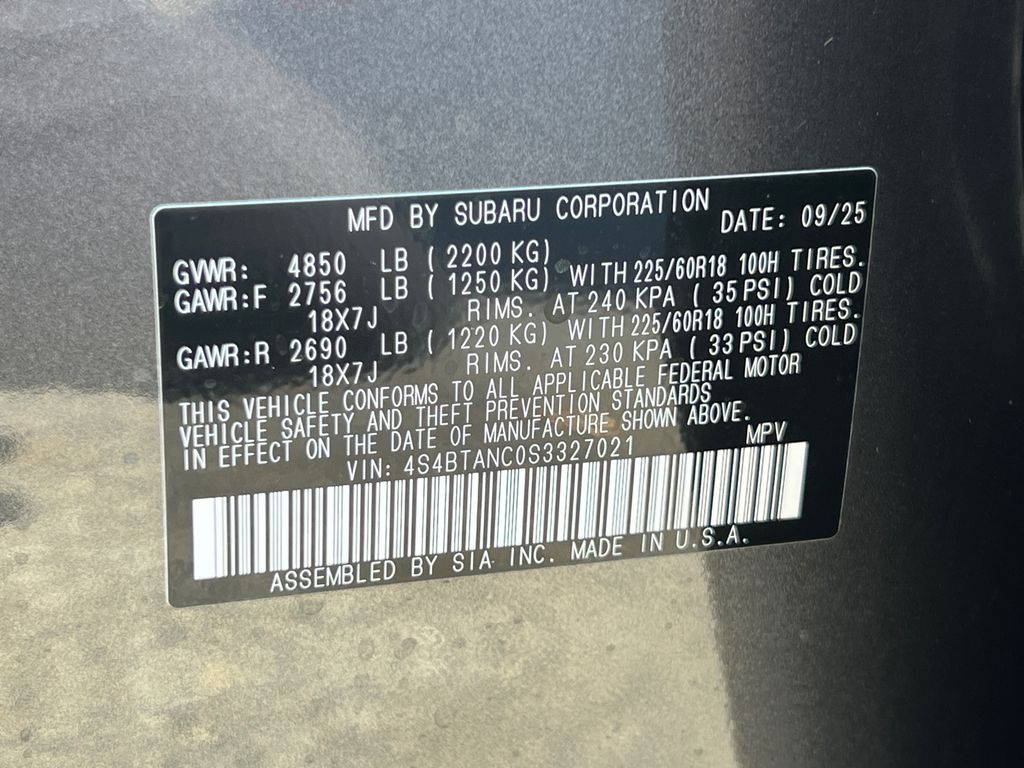 MFD BY SUBARU CORPORATION DATE: 09/25
GVWR: 4850 LB ( 2200 KG)
GAWR:F 2756 LB ( 1250 KG) WITH 225/60R18 100H TIRES.
18X7J RIMS. AT 240 KPA ( 35 PSI) COLD
GAWR:R 2690 LB ( 1220 KG) WITH 225/60R18 100H TIRES.
18X7J RIMS. AT 230 KPA ( 33 PSI) COLD
THIS VEHICLE CONFORMS TO ALL APPLICABLE FEDERAL MOTOR
VEHICLE SAFETY AND THEFT PREVENTION STANDARDS
IN EFFECT ON THE DATE OF MANUFACTURE SHOWN ABOVE.
VIN: 4S4BTANC0S3327021 MPV
ASSEMBLED BY SIA INC. MADE IN U.S.A.